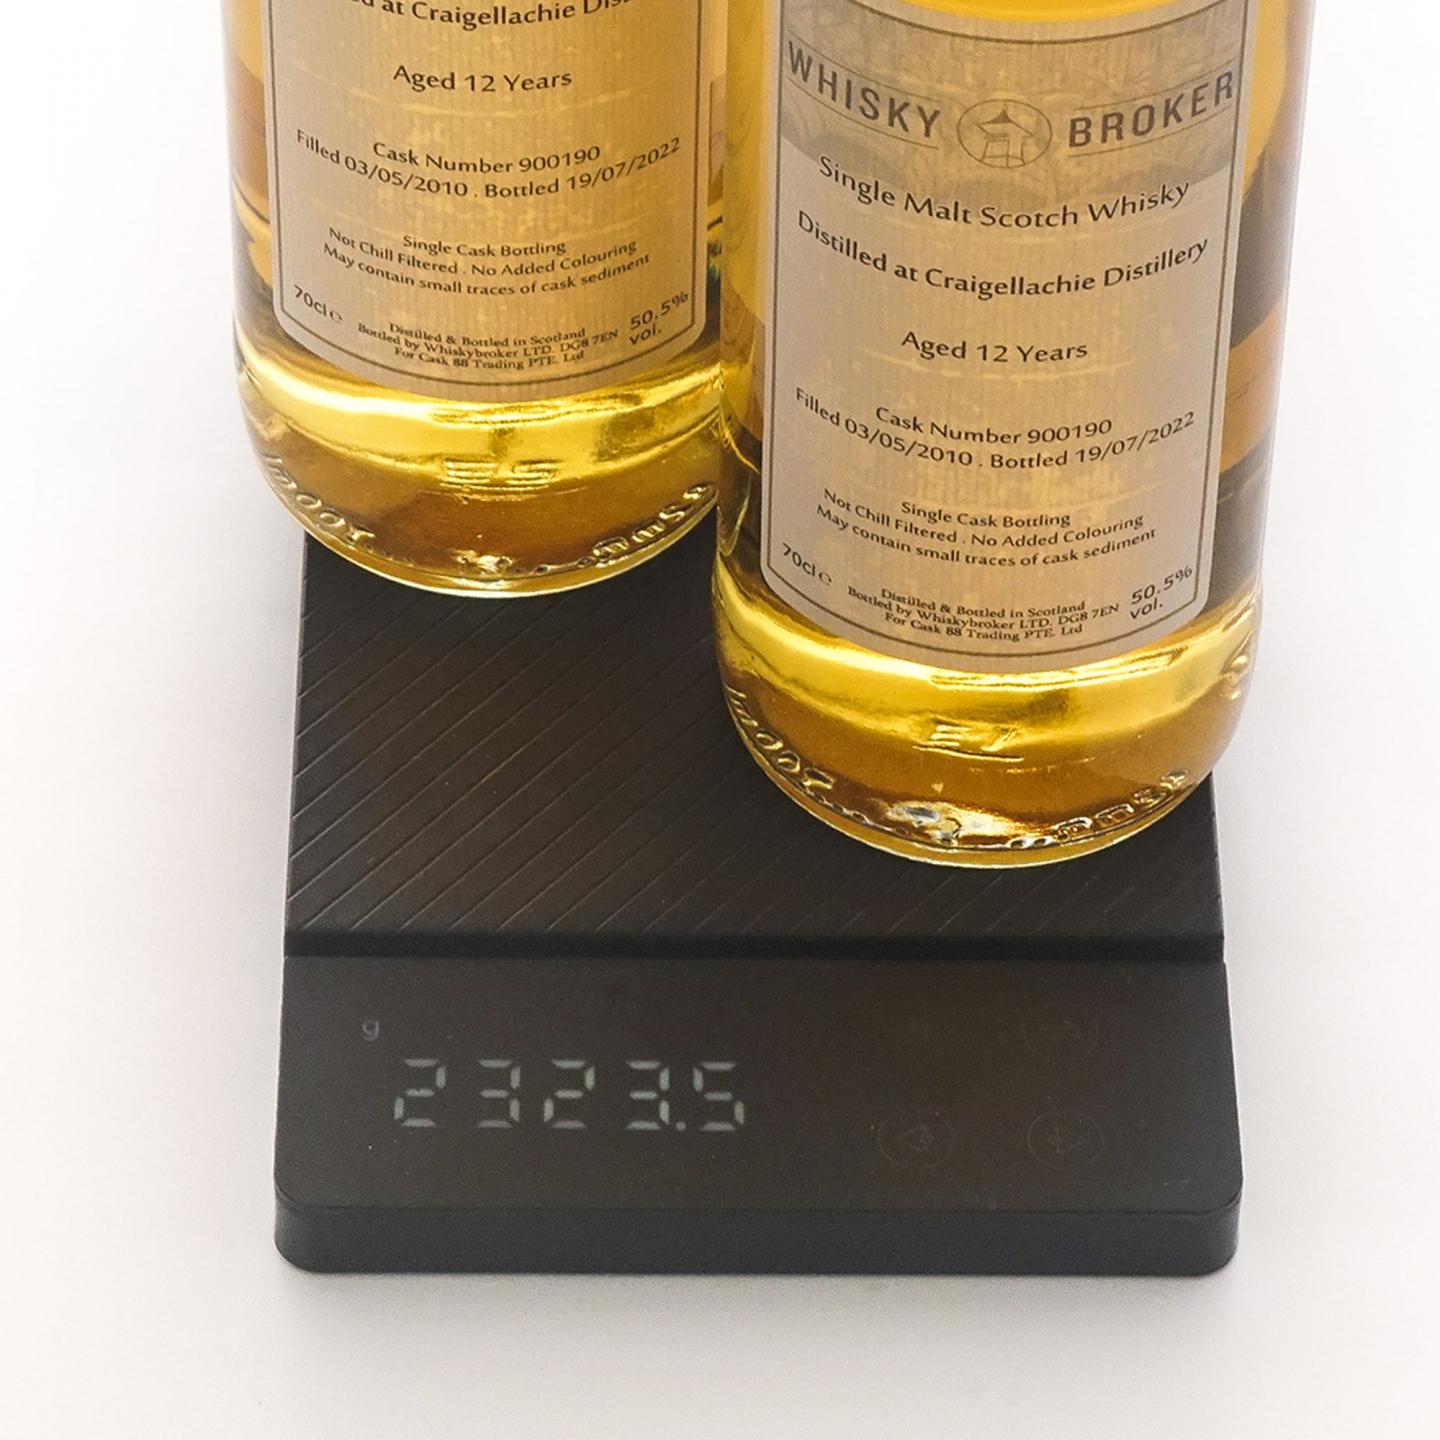 at Craigellachie
Aged 12 Years
Cask Number 900190
Filled 03/05/2010 . Bottled 19/07/2022
Single Cask Bottling
Not Chill Filtered . No Added Colouring
May contain small traces of cask sediment
70cl e
Distilled & Bottled in Scotland
Bottled by Whiskybroker LTD. DG8 7EN
For Cask 88 Trading PTE. Ltd
50.5%
vol.
WHISKY BROKER
Single Malt Scotch Whisky
Distilled at Craigellachie Distillery
Aged 12 Years
Cask Number 900190
Filled 03/05/2010 . Bottled 19/07/2022
Single Cask Bottling
Not Chill Filtered . No Added Colouring
May contain small traces of cask sediment
70cl e
Distilled & Bottled in Scotland
Bottled by Whiskybroker LTD. DG8 7EN
For Cask 88 Trading PTE. Ltd
50.5%
vol.
g
2323.5